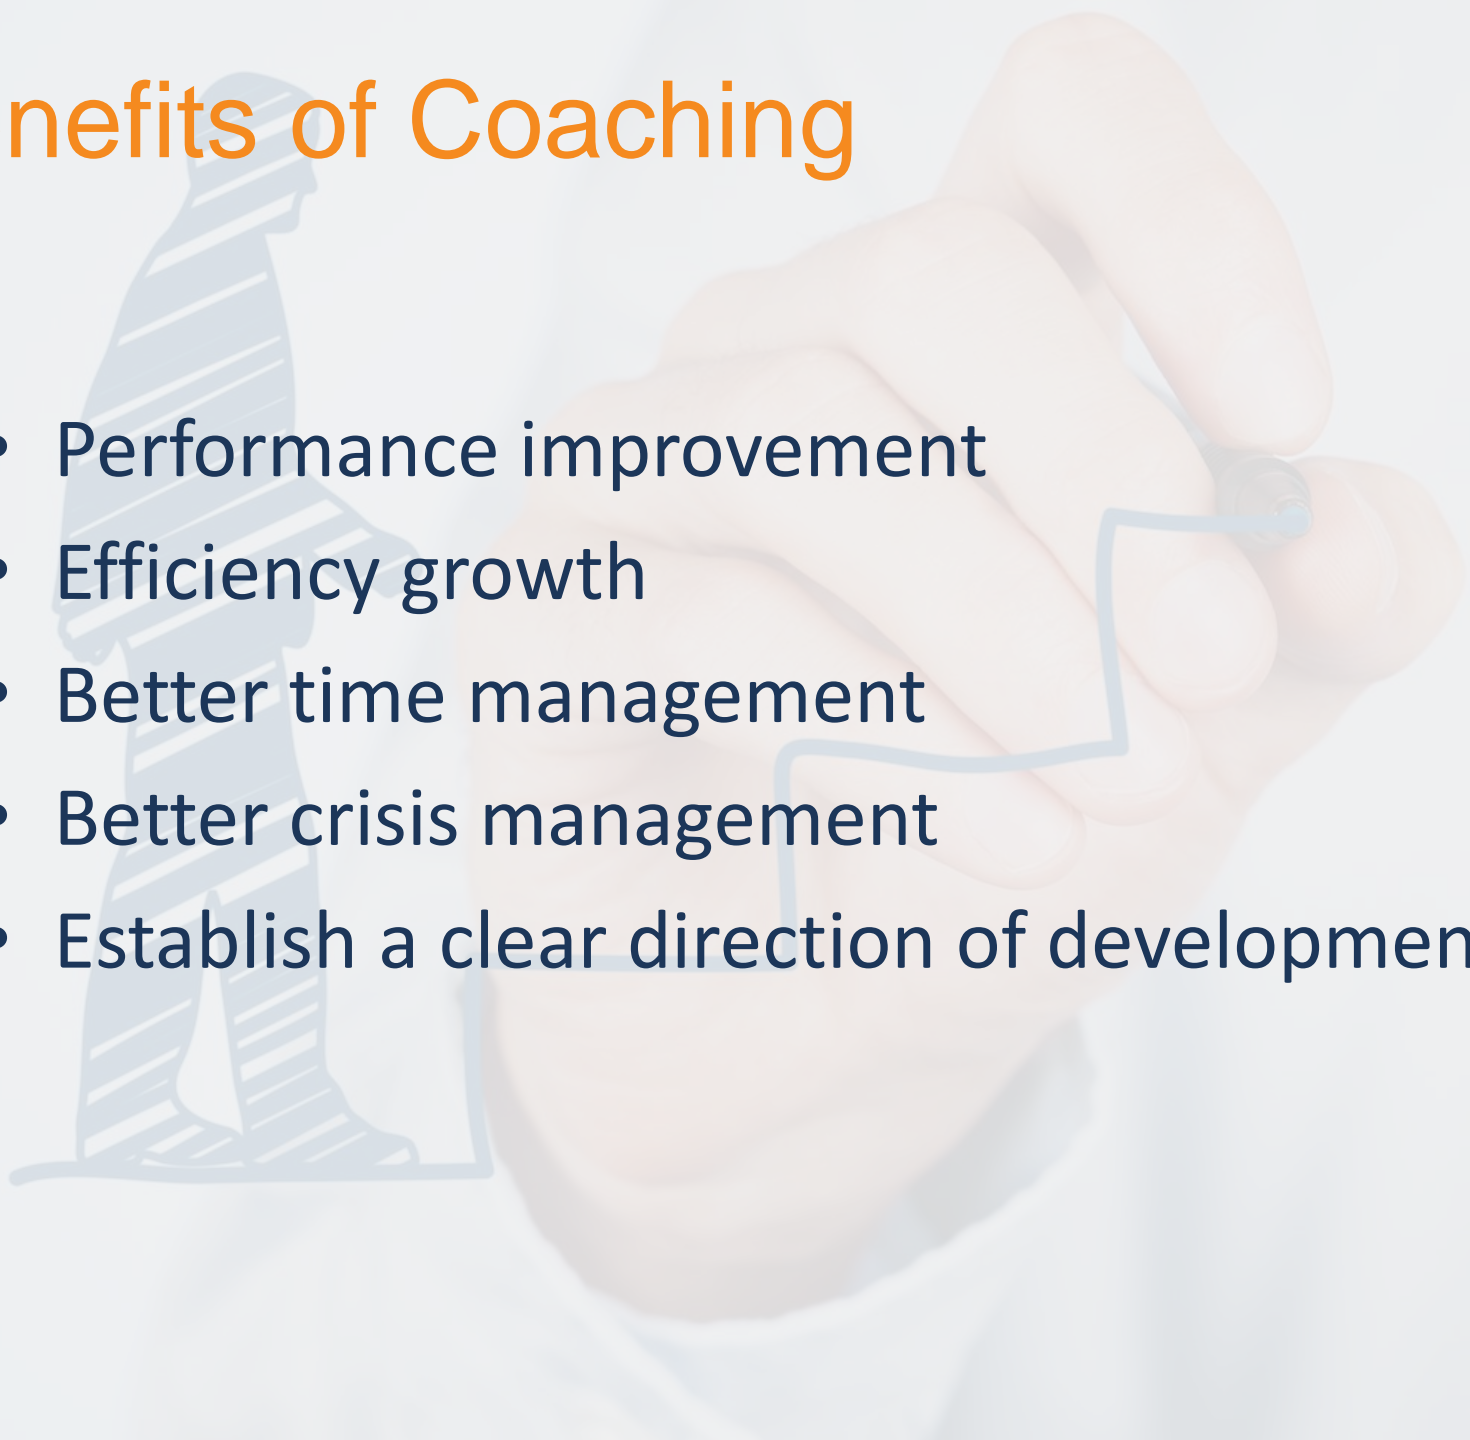 nefits of Coaching
• Performance improvement
• Efficiency growth
• Better time management
• Better crisis management
• Establish a clear direction of developmen